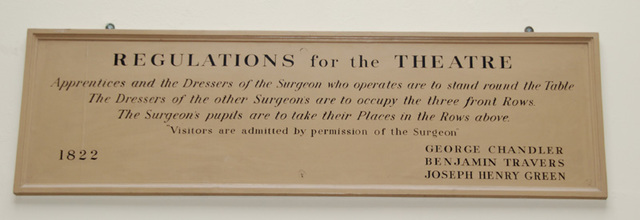 REGULATIONS for the THEATRE
Apprentices and the Dressers of the Surgeon who operates are to stand round the Table
The Dressers of the other Surgeons are to occupy the three front Rows.
The Surgeon's pupils are to take their Places in the Rows above.
"Visitors are admitted by permission of the Surgeon"
1822
GEORGE CHANDLER
BENJAMIN TRAVERS
JOSEPH HENRY GREEN